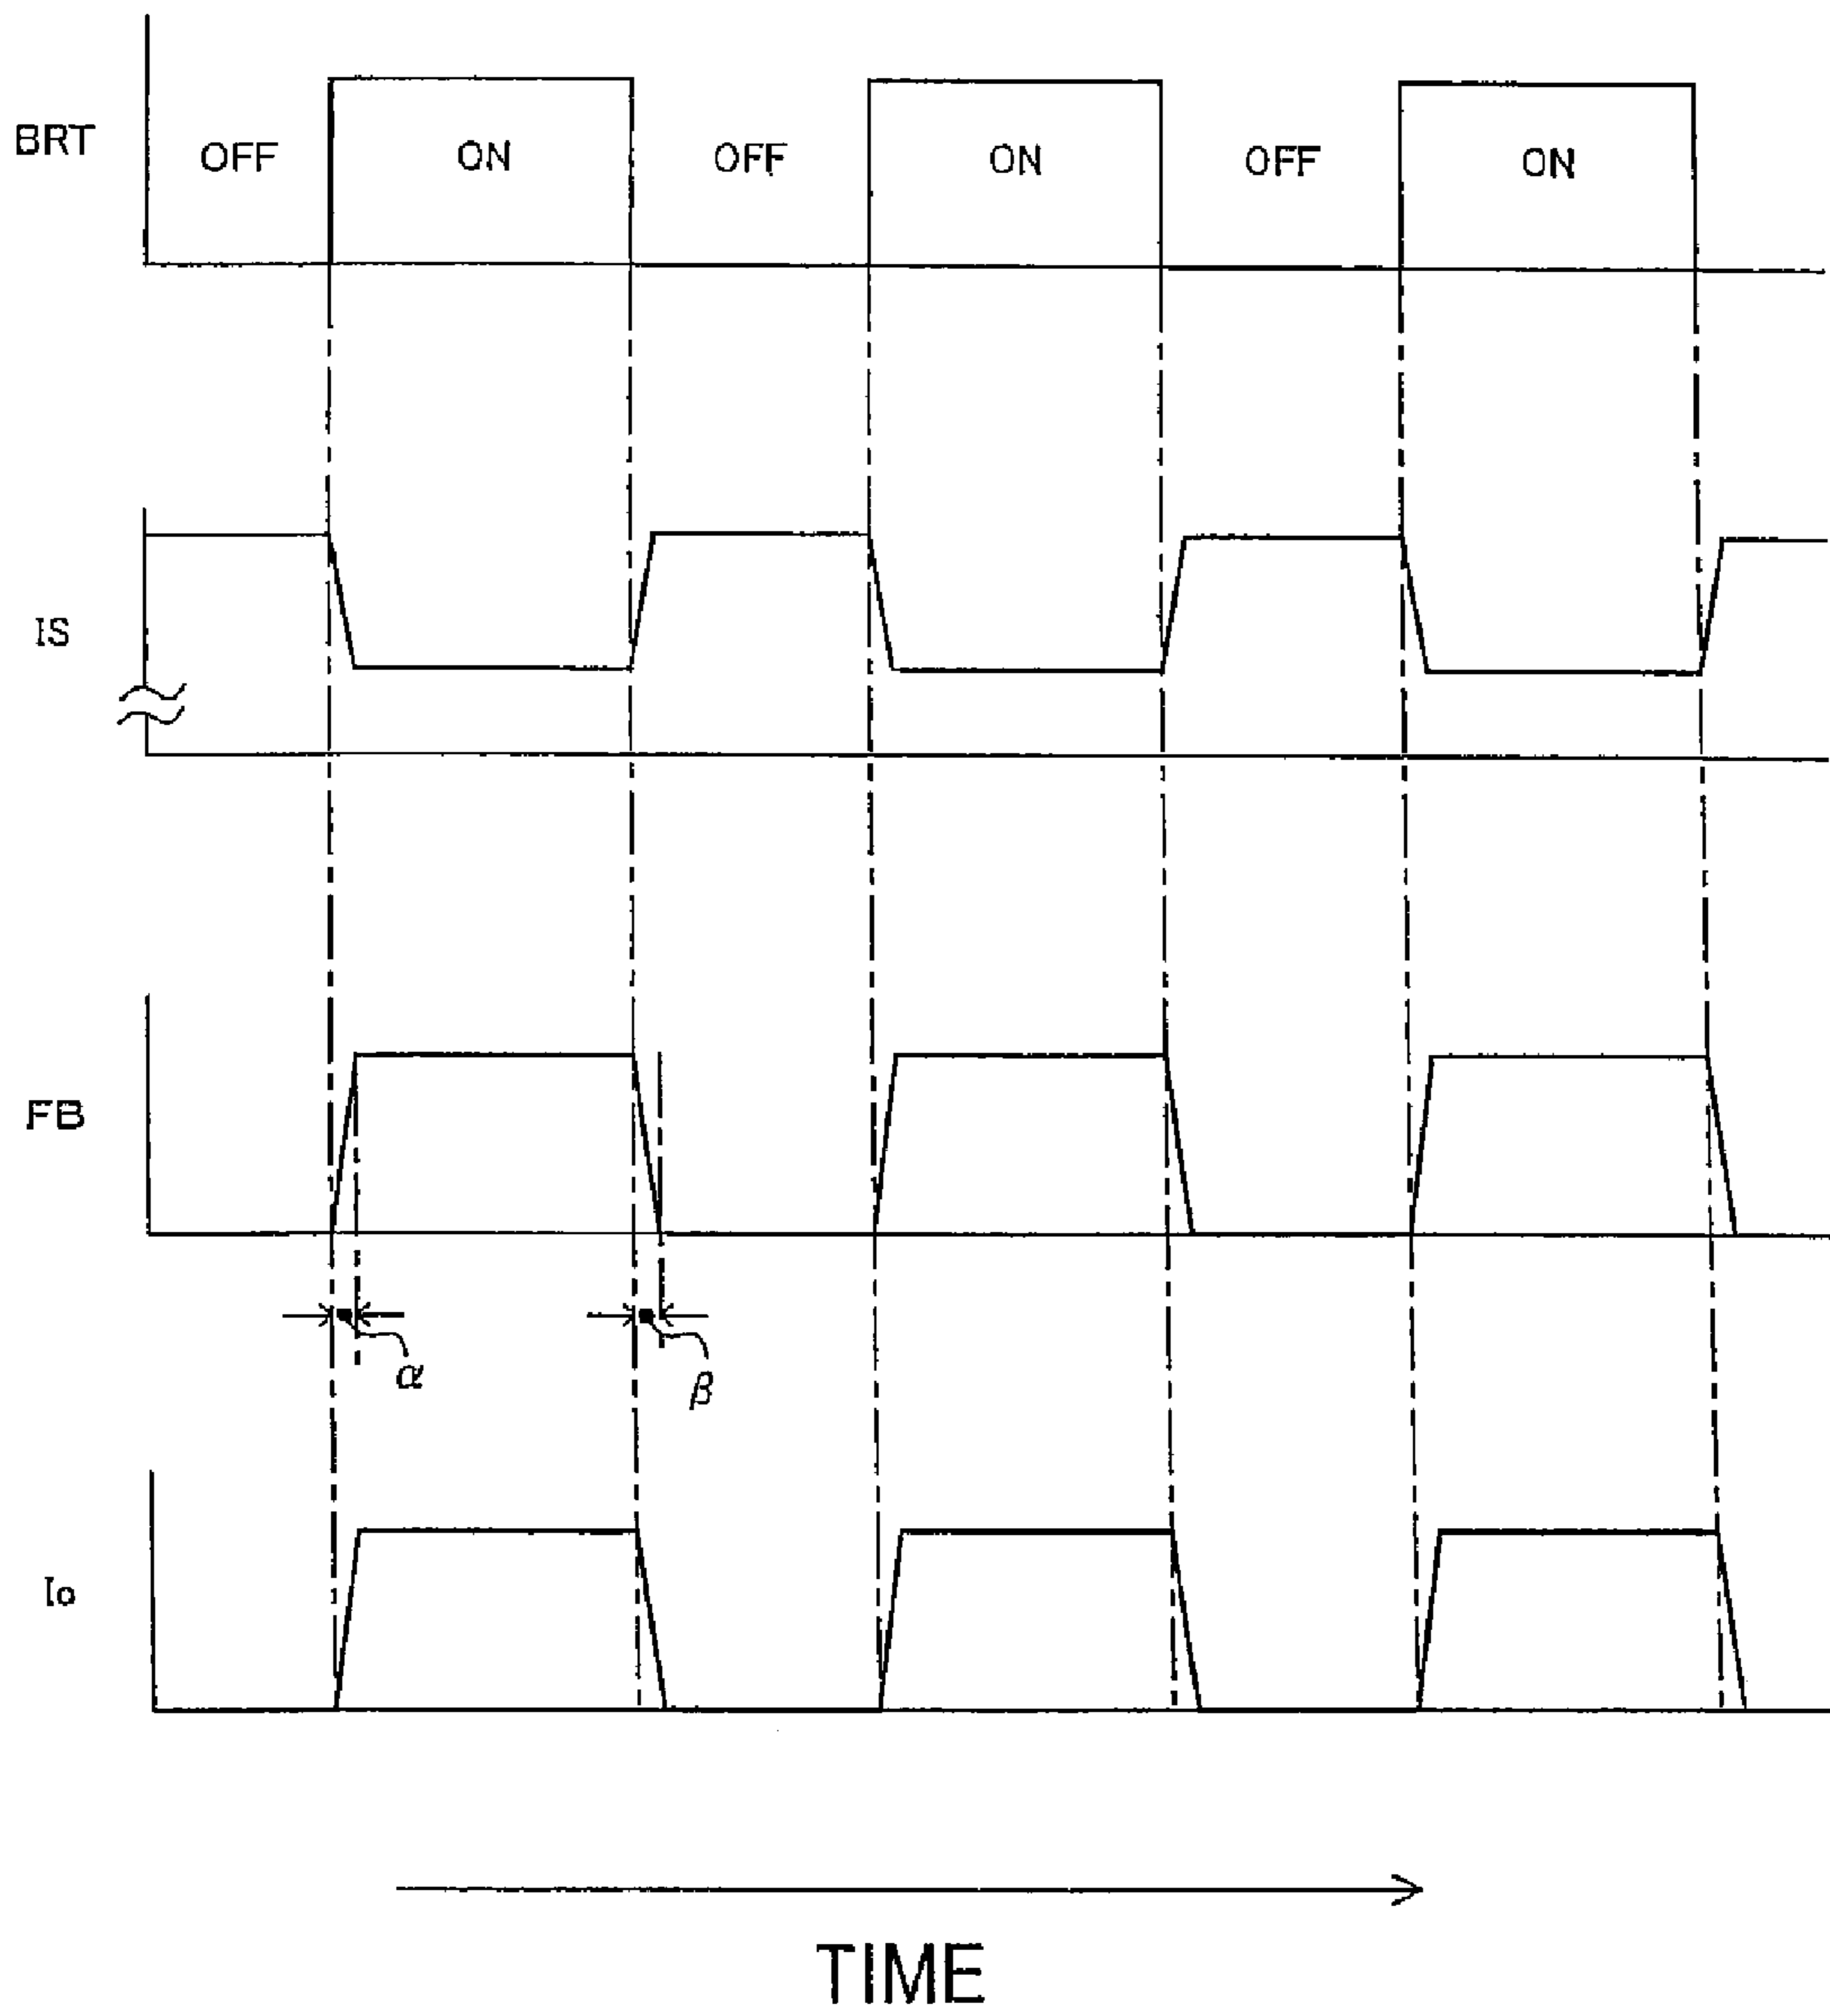 BRT
OFF ON OFF ON OFF ON
IS
FB
α β
Io
TIME